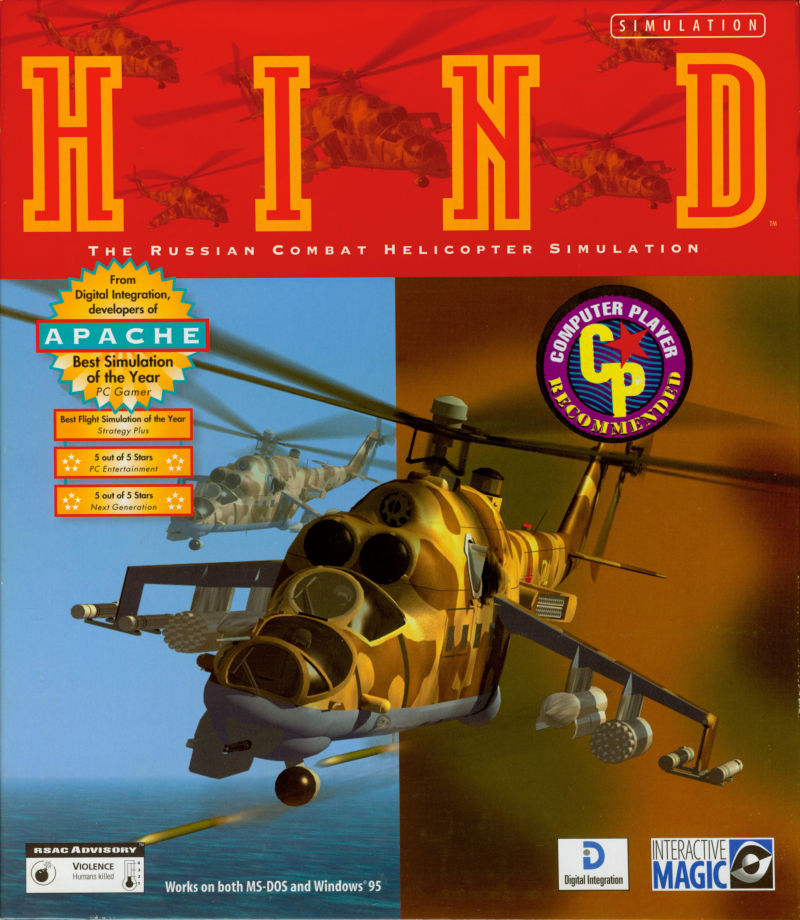 SIMULATION
HIND
™
THE RUSSIAN COMBAT HELICOPTER SIMULATION
From
Digital Integration,
developers of
APACHE
Best Simulation
of the Year
PC Gamer
Best Flight Simulation of the Year
Strategy Plus
5 out of 5 Stars
PC Entertainment
5 out of 5 Stars
Next Generation
COMPUTER PLAYER
CP
RECOMMENDED
RSAC ADVISORY™
VIOLENCE
Humans killed
Works on both MS-DOS and Windows® 95
D
Digital Integration
INTERACTIVE
MAGIC